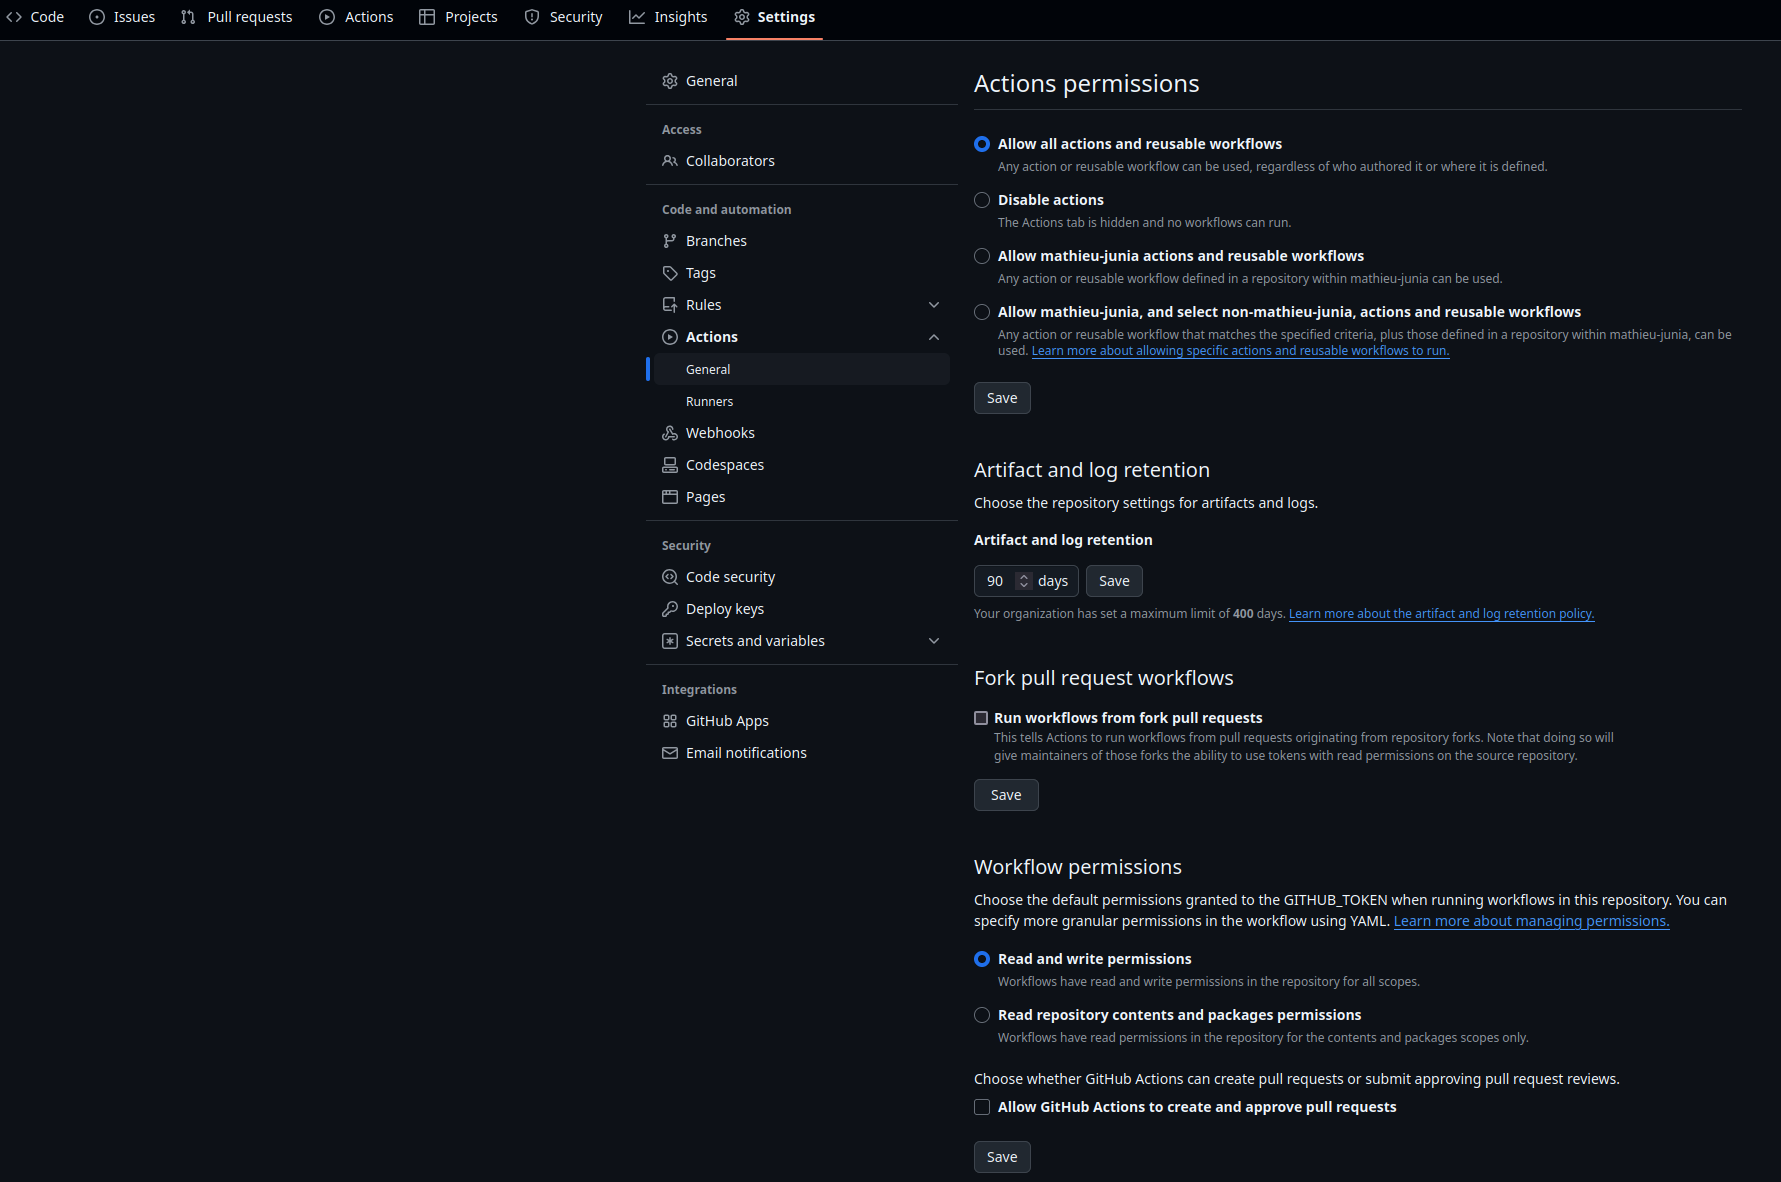 Code
Issues
Pull requests
Actions
Projects
Security
Insights
Settings
General
Access
Collaborators
Code and automation
Branches
Tags
Rules
Actions
General
Runners
Webhooks
Codespaces
Pages
Security
Code security
Deploy keys
Secrets and variables
Integrations
GitHub Apps
Email notifications
Actions permissions
Allow all actions and reusable workflows
Any action or reusable workflow can be used, regardless of who authored it or where it is defined.
Disable actions
The Actions tab is hidden and no workflows can run.
Allow mathieu-junia actions and reusable workflows
Any action or reusable workflow defined in a repository within mathieu-junia can be used.
Allow mathieu-junia, and select non-mathieu-junia, actions and reusable workflows
Any action or reusable workflow that matches the specified criteria, plus those defined in a repository within mathieu-junia, can be
used. Learn more about allowing specific actions and reusable workflows to run.
Save
Artifact and log retention
Choose the repository settings for artifacts and logs.
Artifact and log retention
90 days Save
Your organization has set a maximum limit of 400 days. Learn more about the artifact and log retention policy.
Fork pull request workflows
Run workflows from fork pull requests
This tells Actions to run workflows from pull requests originating from repository forks. Note that doing so will
give maintainers of those forks the ability to use tokens with read permissions on the source repository.
Save
Workflow permissions
Choose the default permissions granted to the GITHUB_TOKEN when running workflows in this repository. You can
specify more granular permissions in the workflow using YAML. Learn more about managing permissions.
Read and write permissions
Workflows have read and write permissions in the repository for all scopes.
Read repository contents and packages permissions
Workflows have read permissions in the repository for the contents and packages scopes only.
Choose whether GitHub Actions can create pull requests or submit approving pull request reviews.
Allow GitHub Actions to create and approve pull requests
Save